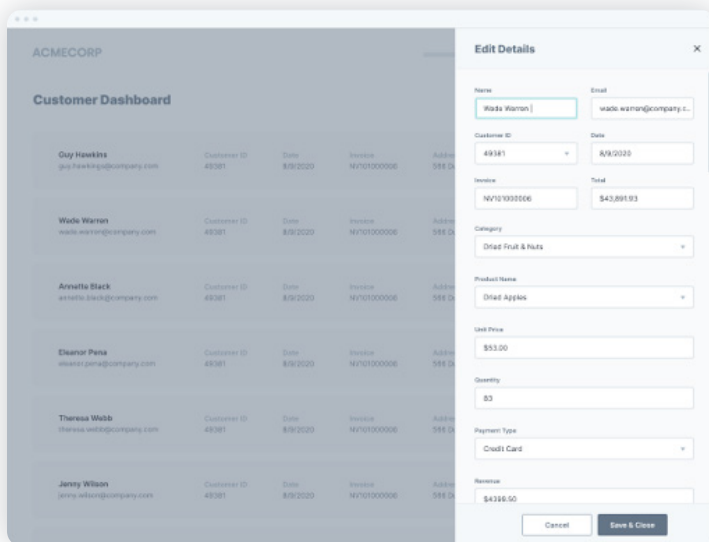 ACMECORP
Customer Dashboard
Guy Hawkins
guy.hawkings@company.com
Customer ID
49381
Date
8/9/2020
Invoice
NV101000006
Wade Warren
wade.warren@company.com
Customer ID
49381
Date
8/9/2020
Invoice
NV101000006
Annette Black
annette.black@company.com
Customer ID
49381
Date
8/9/2020
Invoice
NV101000006
Eleanor Pena
eleanor.pena@company.com
Customer ID
49381
Date
8/9/2020
Invoice
NV101000006
Theresa Webb
theresa.webb@company.com
Customer ID
49381
Date
8/9/2020
Invoice
NV101000006
Jenny Wilson
jenny.wilson@company.com
Customer ID
49381
Date
8/9/2020
Invoice
NV101000006
Edit Details
Name
Email
Wade Warren
wade.warren@company.c...
Customer ID
Date
49381
8/9/2020
Invoice
Total
NV101000006
$43,891.93
Category
Dried Fruit & Nuts
Product Name
Dried Apples
Unit Price
$53.00
Quantity
83
Payment Type
Credit Card
Revenue
$4399.50
Cancel
Save & Close